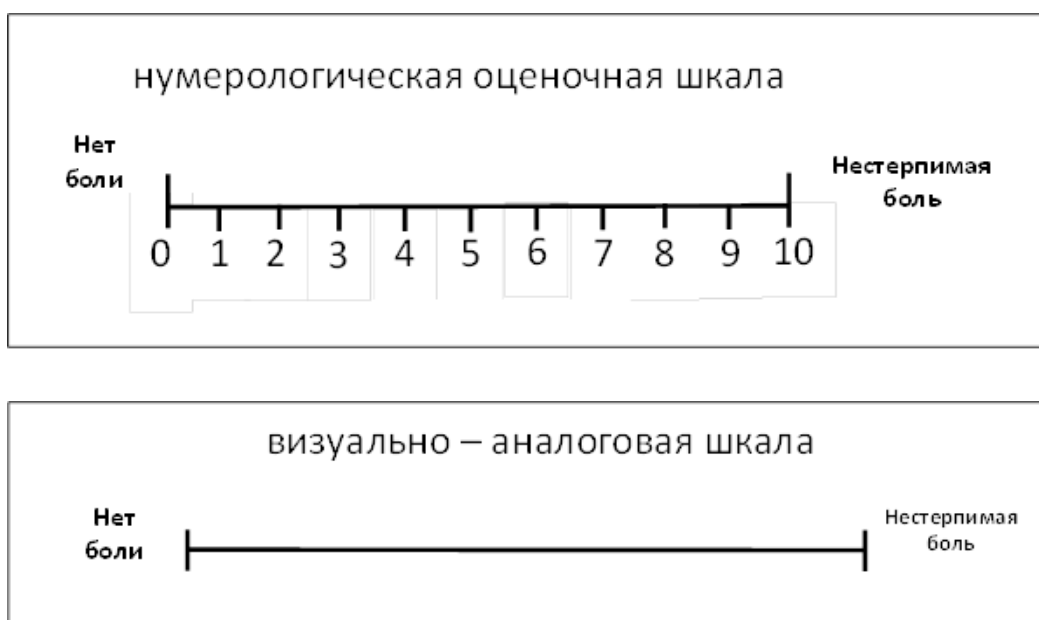 нумерологическая оценочная шкала
Нет
боли
Нестерпимая
боль
0 1 2 3 4 5 6 7 8 9 10
визуально – аналоговая шкала
Нет
боли
Нестерпимая
боль